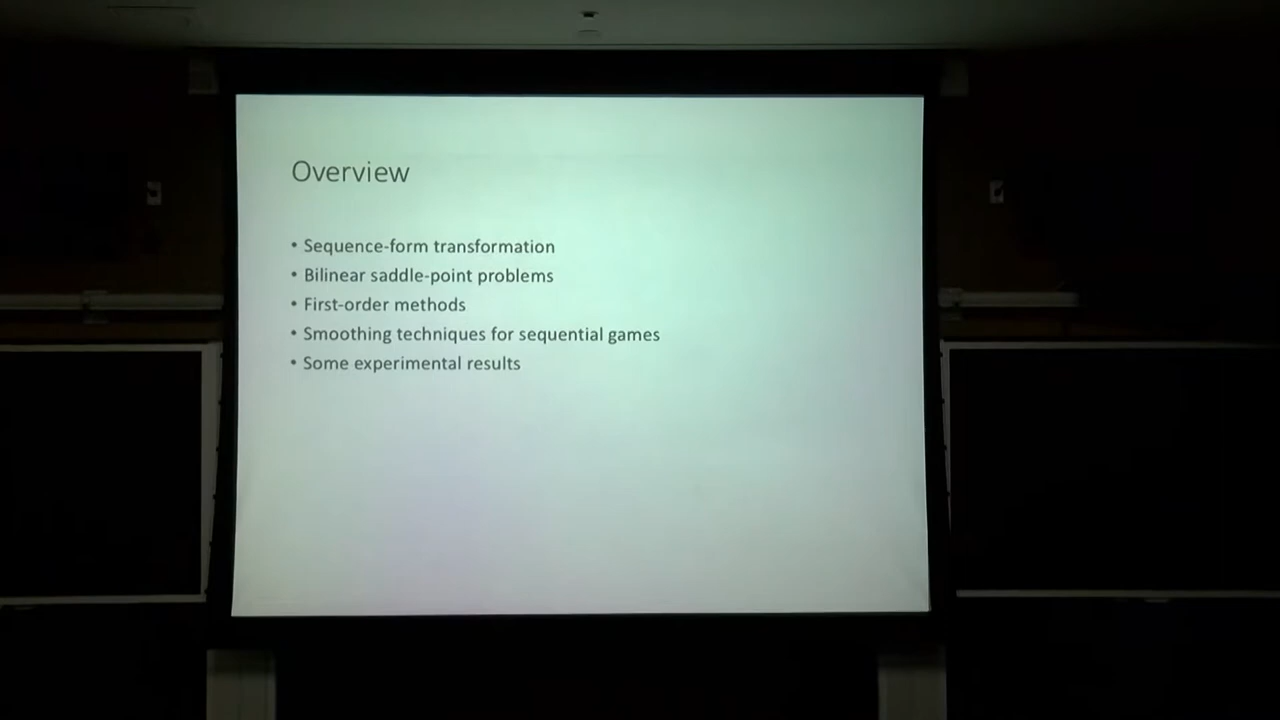 Overview
• Sequence-form transformation
• Bilinear saddle-point problems
• First-order methods
• Smoothing techniques for sequential games
• Some experimental results